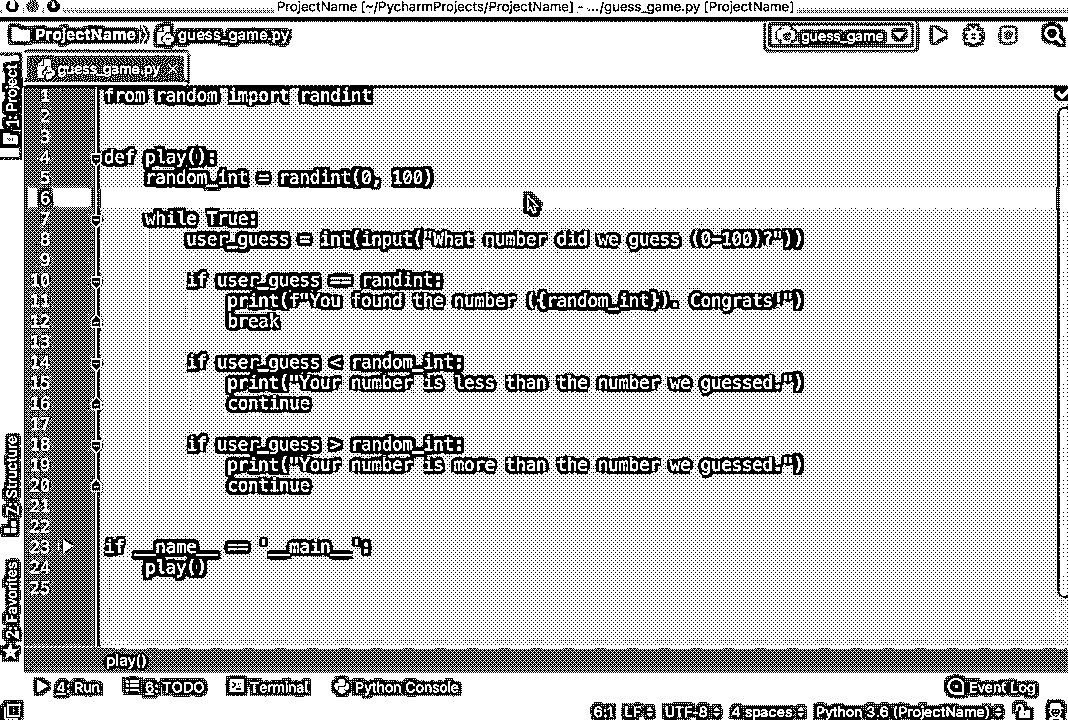 ProjectName [~/PycharmProjects/ProjectName] - .../guess_game.py [ProjectName]
ProjectName guess_game.py guess_game
guess_game.py
1: Project
1 from random import randint
2
3
4 def play():
5     random_int = randint(0, 100)
6
7     while True:
8         user_guess = int(input("What number did we guess (0-100)?"))
9
10         if user_guess == randint:
11             print(f"You found the number ({random_int}). Congrats!")
12             break
13
14         if user_guess < random_int:
15             print("Your number is less than the number we guessed.")
16             continue
17
18         if user_guess > random_int:
19             print("Your number is more than the number we guessed.")
20             continue
21
22
23 if __name__ == '__main__':
24     play()
25
7: Structure
2: Favorites
play()
4: Run 6: TODO Terminal Python Console Event Log
6:1 LF UTF-8 4 spaces Python 3.6 (ProjectName)